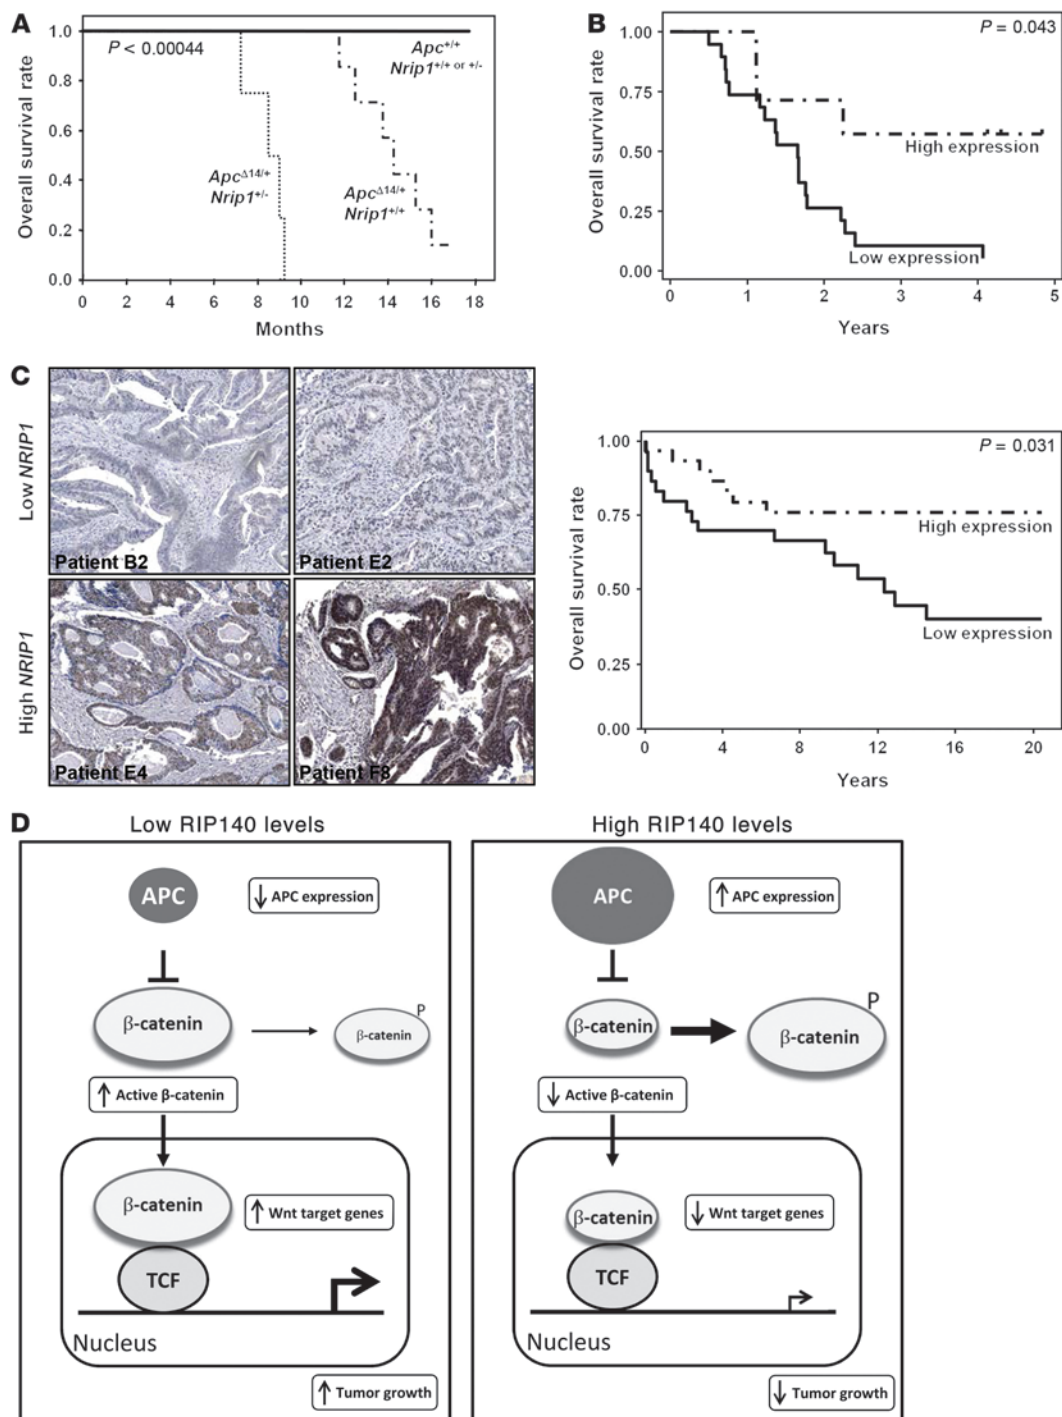 A
Overall survival rate
1.0
0.8
0.6
0.4
0.2
0.0
P < 0.00044
Apc+/+
Nrip1+/+ or +/-
ApcΔ14/+
Nrip1+/-
ApcΔ14/+
Nrip1+/+
0 2 4 6 8 10 12 14 16 18
Months
B
Overall survival rate
1.00
0.75
0.50
0.25
0.00
P = 0.043
High expression
Low expression
0 1 2 3 4 5
Years
C
Low NRIP1
Patient B2
Patient E2
High NRIP1
Patient E4
Patient F8
Overall survival rate
1.00
0.75
0.50
0.25
0.00
P = 0.031
High expression
Low expression
0 4 8 12 16 20
Years
D
Low RIP140 levels
APC
↓ APC expression
β-catenin
P
β-catenin
↑ Active β-catenin
β-catenin
↑ Wnt target genes
TCF
Nucleus
↑ Tumor growth
High RIP140 levels
APC
↑ APC expression
β-catenin
P
β-catenin
↓ Active β-catenin
β-catenin
↓ Wnt target genes
TCF
Nucleus
↓ Tumor growth